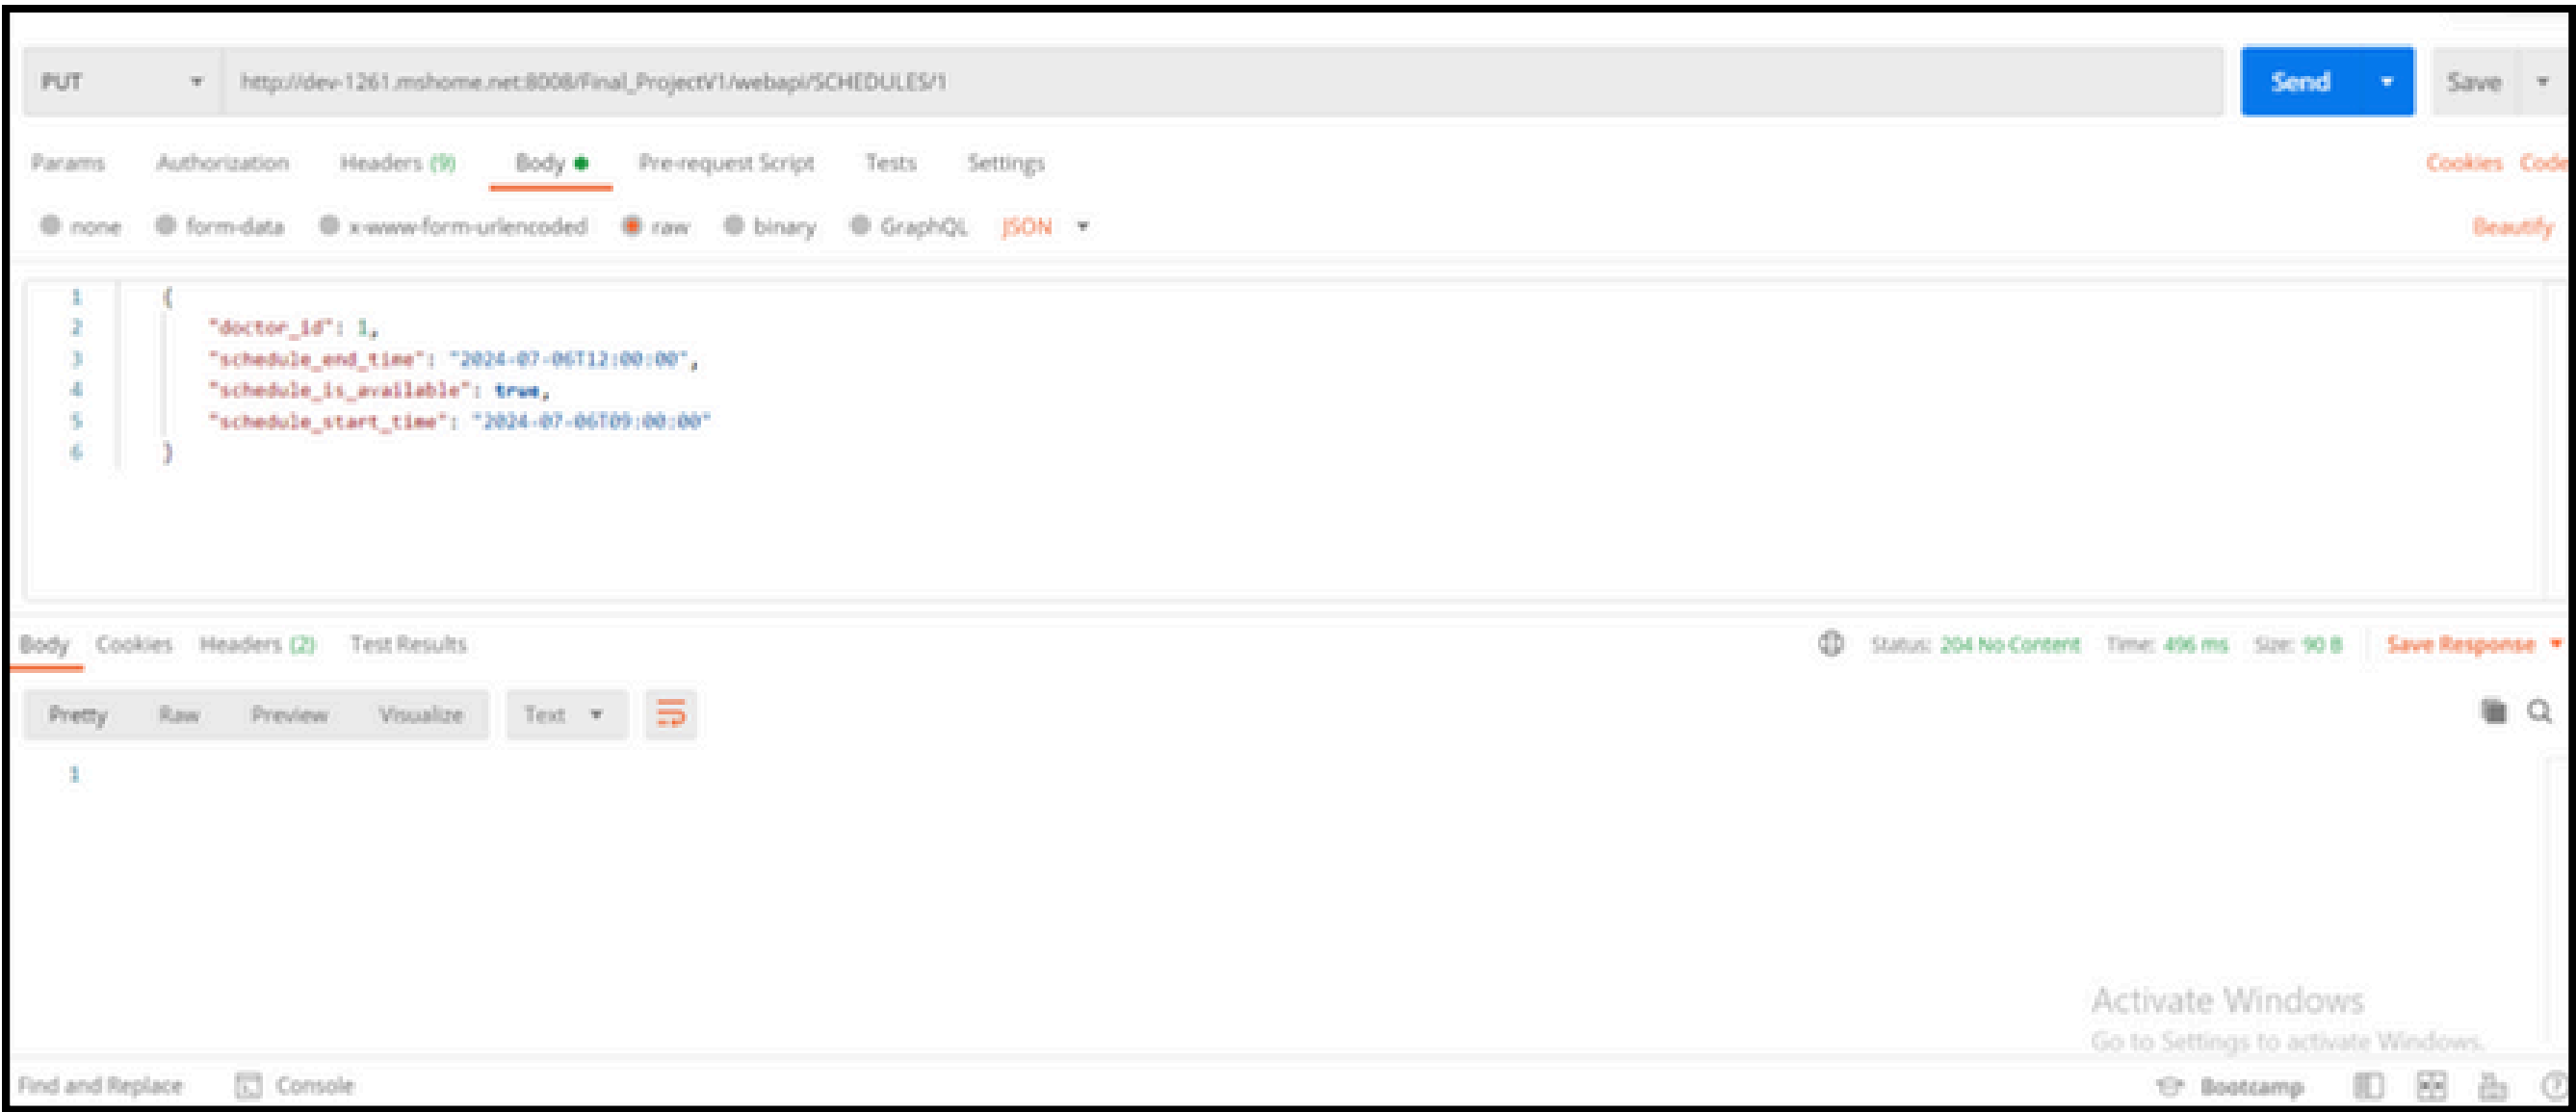 PUT http://dev-1261.mshome.net:8008/Final_ProjectV1/webapi/SCHEDULES/1 Send Save
Params Authorization Headers (9) Body Pre-request Script Tests Settings Cookies Code
none form-data x-www-form-urlencoded raw binary GraphQL JSON Beautify
1 {
2 "doctor_id": 1,
3 "schedule_end_time": "2024-07-06T12:00:00",
4 "schedule_is_available": true,
5 "schedule_start_time": "2024-07-06T09:00:00"
6 }
Body Cookies Headers (2) Test Results Status: 204 No Content Time: 496 ms Size: 90 B Save Response
Pretty Raw Preview Visualize Text
1
Activate Windows
Go to Settings to activate Windows.
Find and Replace Console Bootcamp